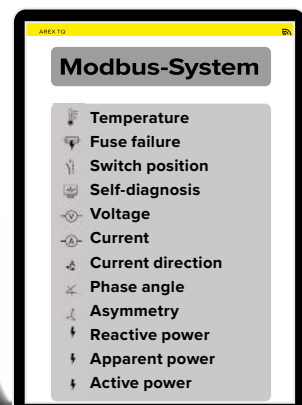 AREX TQ
Modbus-System
Temperature
Fuse failure
Switch position
Self-diagnosis
V Voltage
A Current
Current direction
Phase angle
Asymmetry
Reactive power
Apparent power
Active power